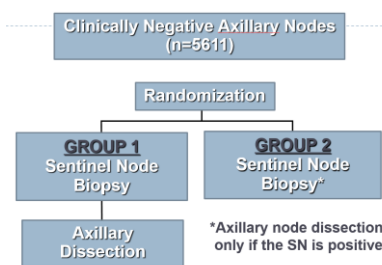 Clinically Negative Axillary Nodes
(n=5611)
Randomization
GROUP 1
Sentinel Node
Biopsy
GROUP 2
Sentinel Node
Biopsy*
Axillary
Dissection
*Axillary node dissection
only if the SN is positive